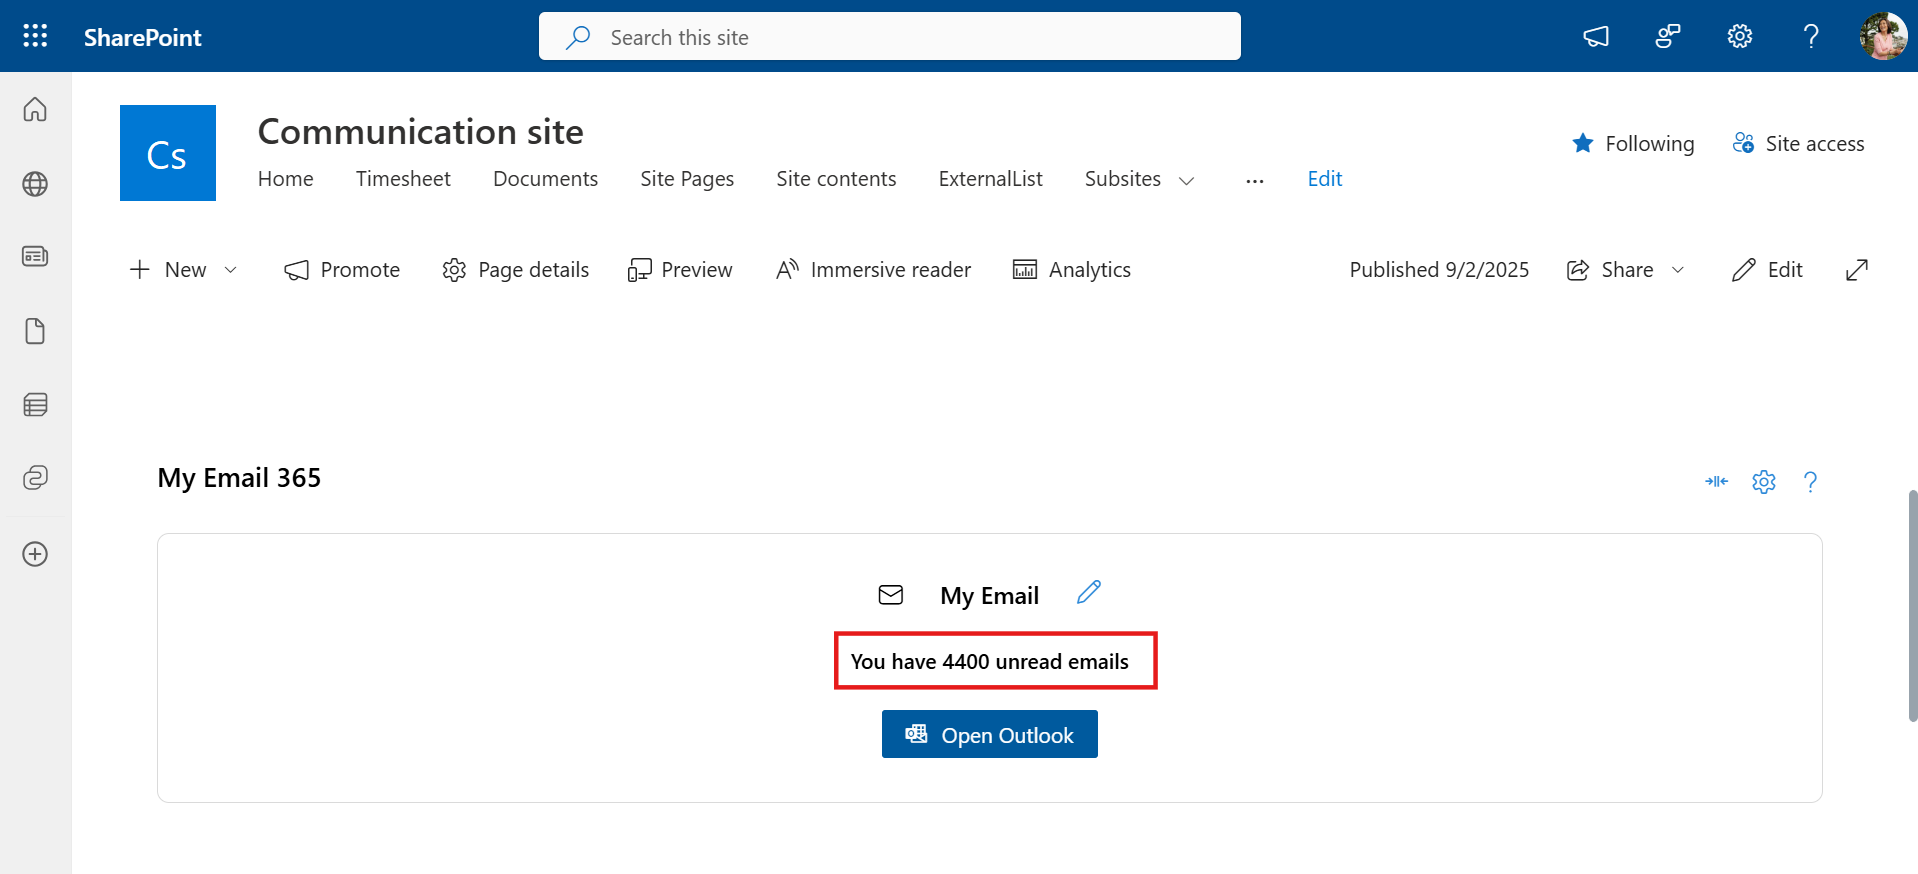 SharePoint
Search this site
Cs
Communication site
Following
Site access
Home Timesheet Documents Site Pages Site contents ExternalList Subsites ... Edit
New Promote Page details Preview Immersive reader Analytics Published 9/2/2025 Share Edit
My Email 365
My Email
You have 4400 unread emails
Open Outlook